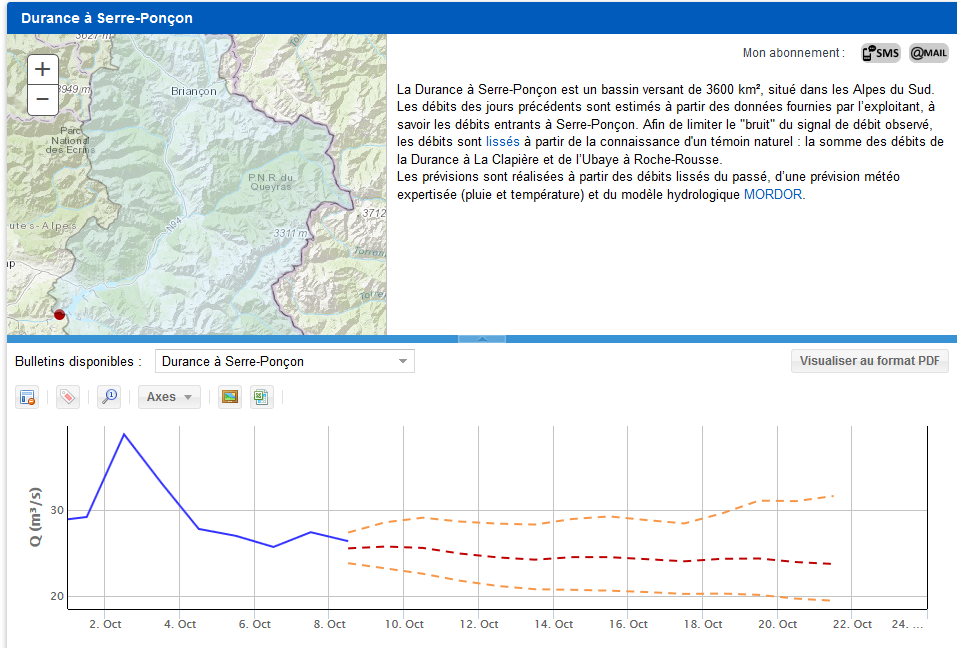 Durance à Serre-Ponçon
3027 m
3949 m
Briançon
Parc
National
des Ecrins
P.N.R. du
Queyras
utes-Alpes
N94
3712
3311 m
ap
+
−
Mon abonnement :
SMS
@MAIL
La Durance à Serre-Ponçon est un bassin versant de 3600 km², situé dans les Alpes du Sud.
Les débits des jours précédents sont estimés à partir des données fournies par l'exploitant, à
savoir les débits entrants à Serre-Ponçon. Afin de limiter le "bruit" du signal de débit observé,
les débits sont lissés à partir de la connaissance d'un témoin naturel : la somme des débits de
la Durance à La Clapière et de l'Ubaye à Roche-Rousse.
Les prévisions sont réalisées à partir des débits lissés du passé, d'une prévision météo
expertisée (pluie et température) et du modèle hydrologique MORDOR.
Bulletins disponibles :
Durance à Serre-Ponçon
Visualiser au format PDF
Axes
Q (m³/s)
30
20
2. Oct
4. Oct
6. Oct
8. Oct
10. Oct
12. Oct
14. Oct
16. Oct
18. Oct
20. Oct
22. Oct
24. ...